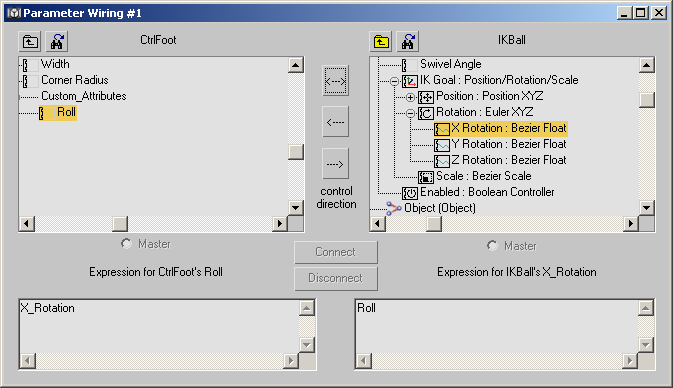 Parameter Wiring #1
CtrlFoot
IKBall
Width
Corner Radius
Custom_Attributes
Roll
Swivel Angle
IK Goal : Position/Rotation/Scale
Position : Position XYZ
Rotation : Euler XYZ
X Rotation : Bezier Float
Y Rotation : Bezier Float
Z Rotation : Bezier Float
Scale : Bezier Scale
Enabled : Boolean Controller
Object (Object)
<--->
<----
---->
control
direction
Master
Master
Connect
Disconnect
Expression for CtrlFoot's Roll
Expression for IKBall's X_Rotation
X_Rotation
Roll